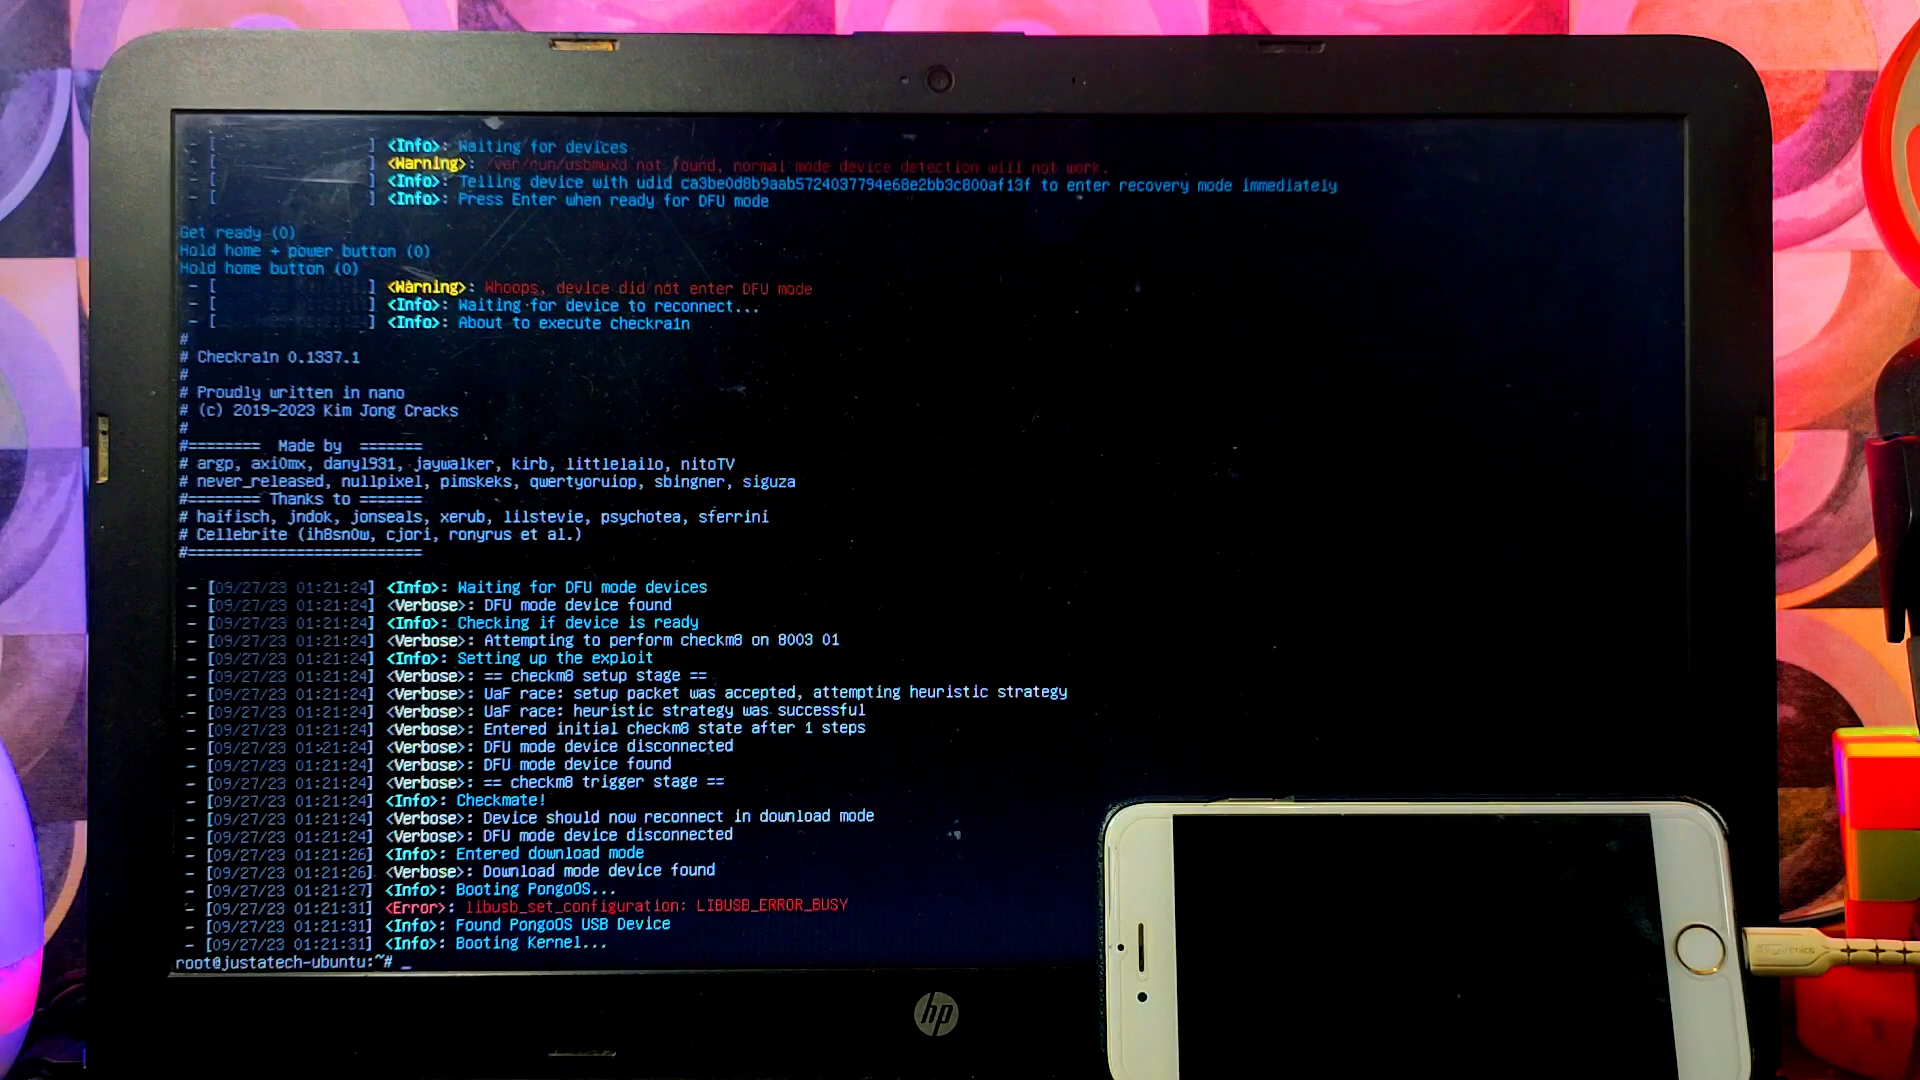 - [ ] <Info>: Waiting for devices
- [ ] <Warning>: /var/run/usbmuxd not found, normal mode device detection will not work.
- [ ] <Info>: Telling device with udid ca3be0d8b9aab5724037794e68e2bb3c800af13f to enter recovery mode immediately
- [ ] <Info>: Press Enter when ready for DFU mode
Get ready (0)
Hold home + power button (0)
Hold home button (0)
- [ ] <Warning>: Whoops, device did not enter DFU mode
- [ ] <Info>: Waiting for device to reconnect...
- [ ] <Info>: About to execute checkra1n
#
# Checkra1n 0.1337.1
#
# Proudly written in nano
# (c) 2019-2023 Kim Jong Cracks
#
#======== Made by =======
# argp, axi0mx, danyl931, jaywalker, kirb, littlelailo, nitoTV
# never_released, nullpixel, pimskeks, qwertyoruiop, sbingner, siguza
#======== Thanks to =======
# haifisch, jndok, jonseals, xerub, lilstevie, psychotea, sferrini
# Cellebrite (ih8sn0w, cjori, ronyrus et al.)
#==========================
- [09/27/23 01:21:24] <Info>: Waiting for DFU mode devices
- [09/27/23 01:21:24] <Verbose>: DFU mode device found
- [09/27/23 01:21:24] <Info>: Checking if device is ready
- [09/27/23 01:21:24] <Verbose>: Attempting to perform checkm8 on 8003 01
- [09/27/23 01:21:24] <Info>: Setting up the exploit
- [09/27/23 01:21:24] <Verbose>: == checkm8 setup stage ==
- [09/27/23 01:21:24] <Verbose>: UaF race: setup packet was accepted, attempting heuristic strategy
- [09/27/23 01:21:24] <Verbose>: UaF race: heuristic strategy was successful
- [09/27/23 01:21:24] <Verbose>: Entered initial checkm8 state after 1 steps
- [09/27/23 01:21:24] <Verbose>: DFU mode device disconnected
- [09/27/23 01:21:24] <Verbose>: DFU mode device found
- [09/27/23 01:21:24] <Verbose>: == checkm8 trigger stage ==
- [09/27/23 01:21:24] <Info>: Checkmate!
- [09/27/23 01:21:24] <Verbose>: Device should now reconnect in download mode
- [09/27/23 01:21:24] <Verbose>: DFU mode device disconnected
- [09/27/23 01:21:26] <Info>: Entered download mode
- [09/27/23 01:21:26] <Verbose>: Download mode device found
- [09/27/23 01:21:27] <Info>: Booting PongoOS...
- [09/27/23 01:21:31] <Error>: libusb_set_configuration: LIBUSB_ERROR_BUSY
- [09/27/23 01:21:31] <Info>: Found PongoOS USB Device
- [09/27/23 01:21:31] <Info>: Booting Kernel...
root@justatech-ubuntu:~# _
hp